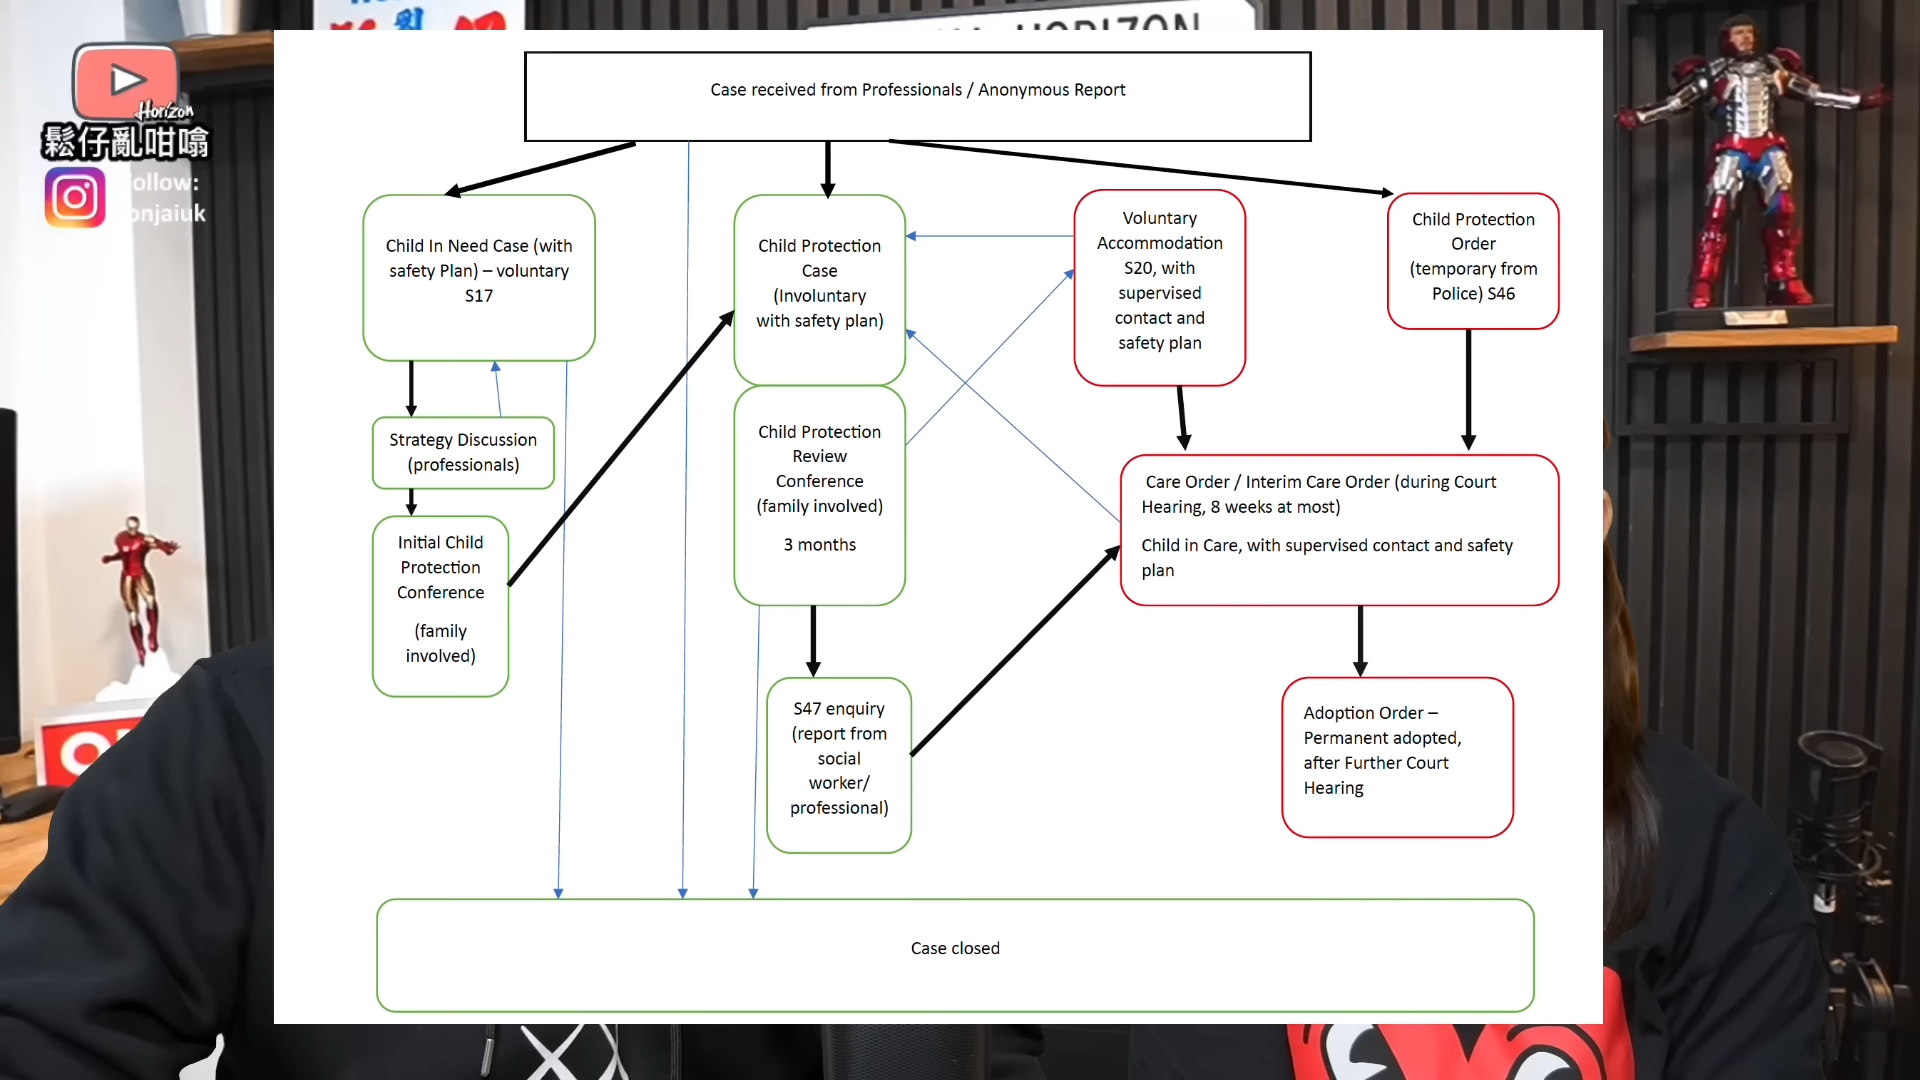 HORIZON
Horizon
鬆仔亂咁噏
Follow:
onjaiuk
Case received from Professionals / Anonymous Report
Child In Need Case (with
safety Plan) – voluntary
S17
Child Protection
Case
(Involuntary
with safety plan)
Voluntary
Accommodation
S20, with
supervised
contact and
safety plan
Child Protection
Order
(temporary from
Police) S46
Strategy Discussion
(professionals)
Initial Child
Protection
Conference
(family
involved)
Child Protection
Review
Conference
(family involved)
3 months
Care Order / Interim Care Order (during Court
Hearing, 8 weeks at most)
Child in Care, with supervised contact and safety
plan
S47 enquiry
(report from
social
worker/
professional)
Adoption Order –
Permanent adopted,
after Further Court
Hearing
Case closed